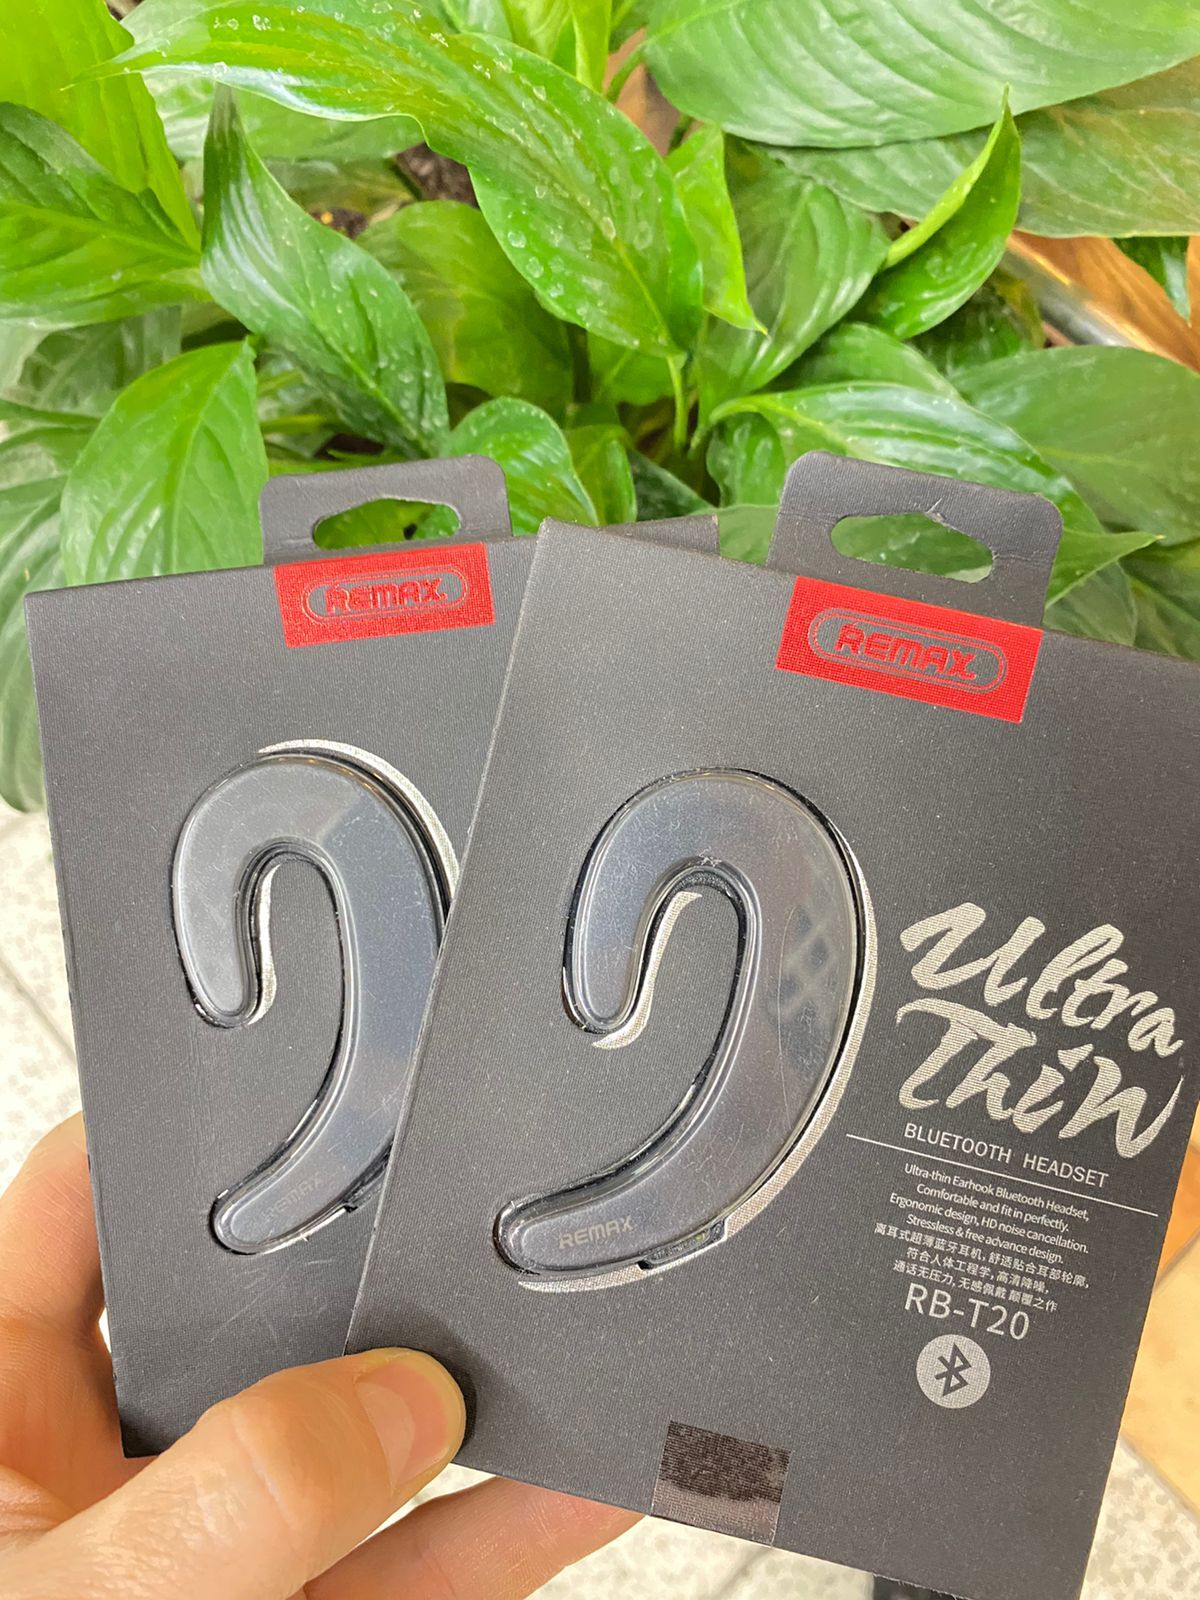 REMAX
REMAX
REMAX
Ultra
Thin
BLUETOOTH HEADSET
Ultra-thin Earhook Bluetooth Headset,
Comfortable and fit in perfectly.
Ergonomic design, HD noise cancellation.
Stressless & free advance design.
离耳式超薄蓝牙耳机, 舒适贴合耳部轮廓,
符合人体工程学, 高清降噪,
通话无压力, 无感佩戴 颠覆之作
RB-T20
REMAX